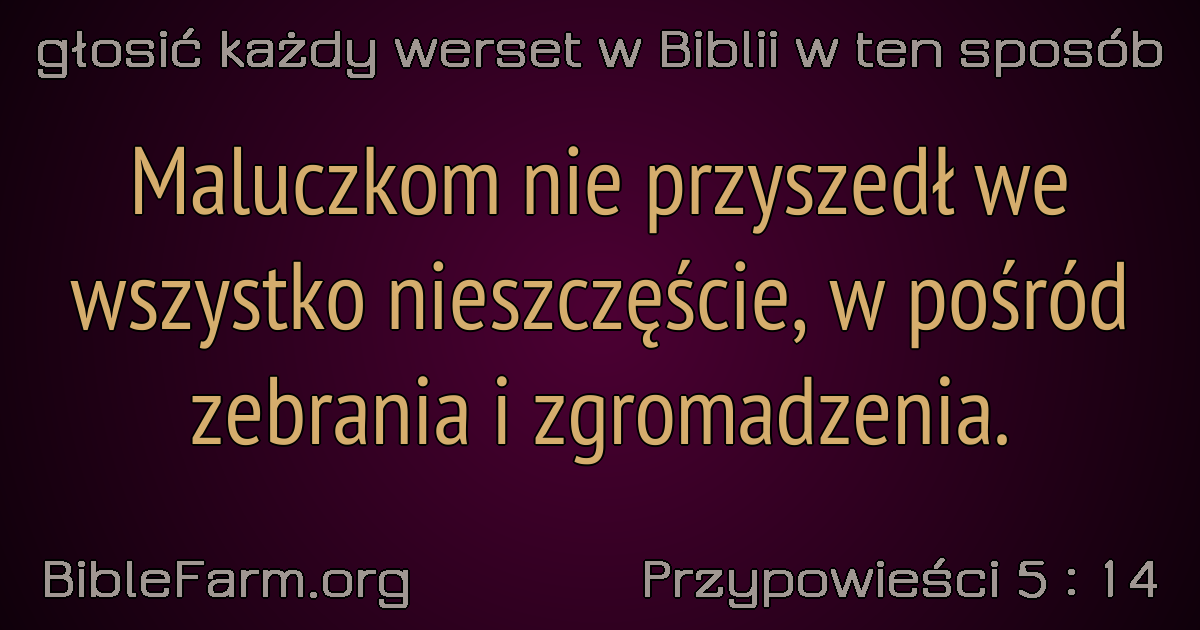 głosić każdy werset w Biblii w ten sposób
Maluczkom nie przyszedł we
wszystko nieszczęście, w pośród
zebrania i zgromadzenia.
BibleFarm.org
Przypowieści 5 : 14